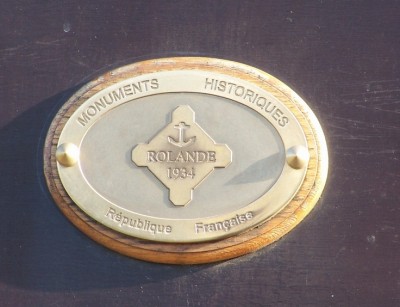 MONUMENTS HISTORIQUES
ROLANDE
1934
République Française